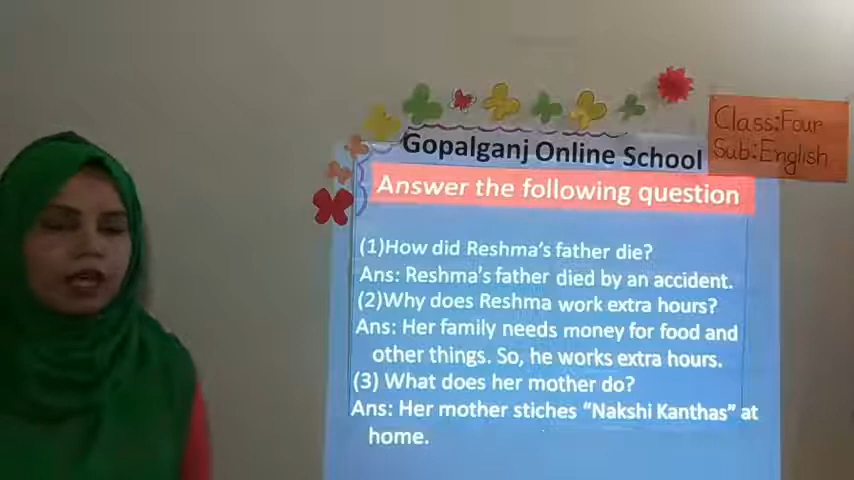 Gopalganj Online School
Class:Four
Sub:English
Answer the following question
(1)How did Reshma's father die?
Ans: Reshma's father died by an accident.
(2)Why does Reshma work extra hours?
Ans: Her family needs money for food and
other things. So, he works extra hours.
(3) What does her mother do?
Ans: Her mother stiches “Nakshi Kanthas” at
home.